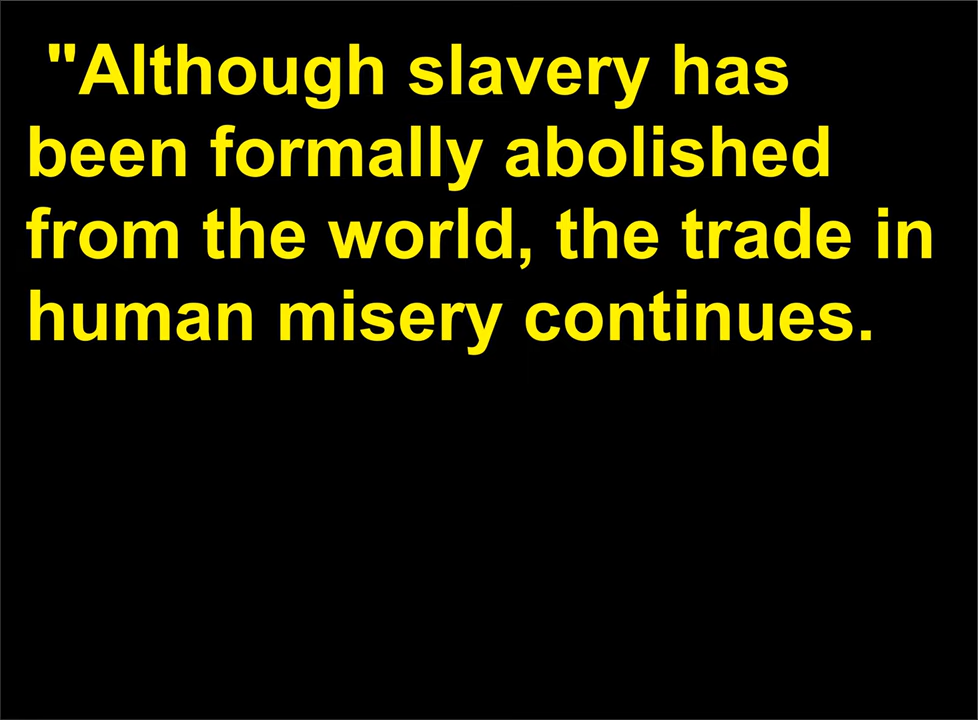 "Although slavery has
been formally abolished
from the world, the trade in
human misery continues.